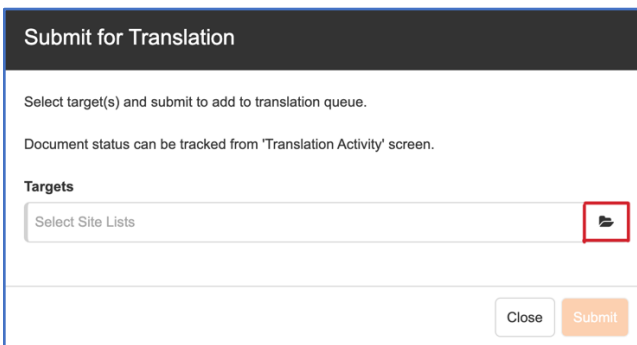 Submit for Translation
Select target(s) and submit to add to translation queue.
Document status can be tracked from 'Translation Activity' screen.
Targets
Select Site Lists
Close Submit